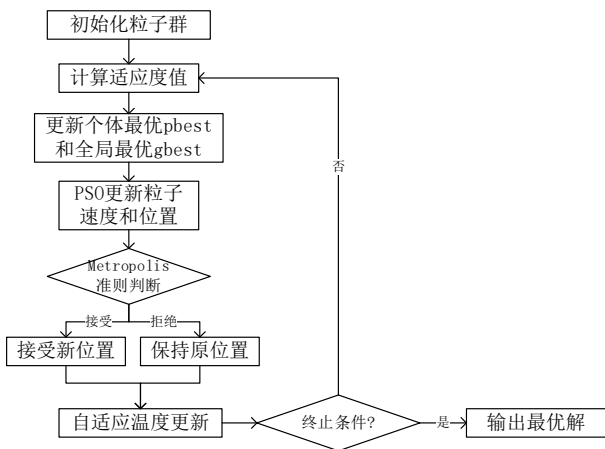 初始化粒子群
计算适应度值
更新个体最优pbest
和全局最优gbest
否
PSO更新粒子
速度和位置
Metropolis
准则判断
接受
拒绝
接受新位置
保持原位置
自适应温度更新
终止条件?
是
输出最优解